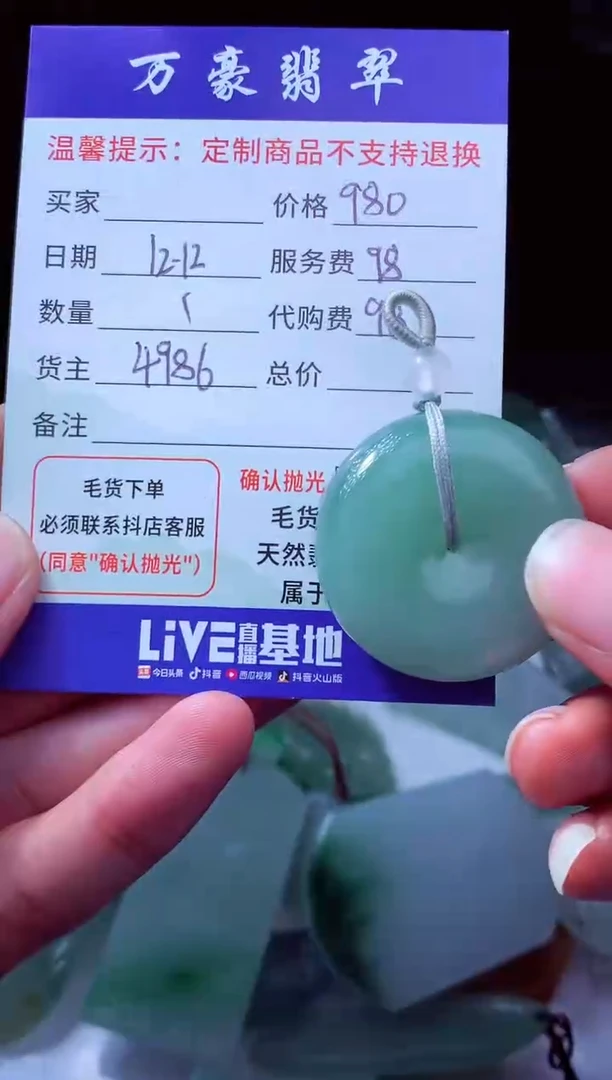 万豪翡翠
温馨提示：定制商品不支持退换
买家 价格 980
日期 12-12 服务费 98
数量 1 代购费 98
货主 4986 总价
备注
毛货下单
必须联系抖店客服
(同意"确认抛光")
确认抛光
毛货
天然翡
属于
LiVE直播基地
今日头条 抖音 西瓜视频 抖音火山版